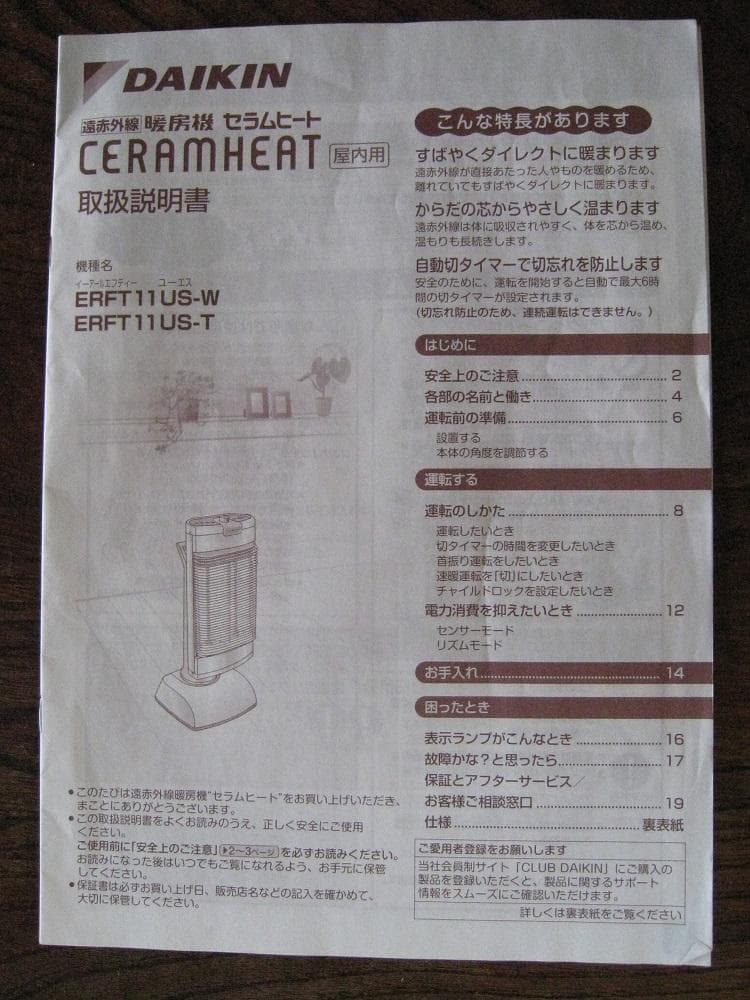 DAIKIN
遠赤外線 暖房機 セラムヒート
CERAMHEAT 屋内用
取扱説明書
機種名
イーアールエフティー ユーエス
ERFT11US-W
ERFT11US-T
●このたびは遠赤外線暖房機"セラムヒート"をお買い上げいただき、
まことにありがとうございます。
●この取扱説明書をよくお読みのうえ、正しく安全にご使用
ください。
ご使用前に「安全上のご注意」(▶2~3ページ)を必ずお読みください。
お読みになった後はいつでもご覧になれるよう、お手元に保管
してください。
●保証書は必ずお買い上げ日、販売店名などの記入を確かめて、
大切に保管してください。
こんな特長があります
すばやくダイレクトに暖まります
遠赤外線が直接あたった人やものを暖めるため、
離れていてもすばやくダイレクトに暖まります。
からだの芯からやさしく温まります
遠赤外線は体に吸収されやすく、体を芯から温め、
温もりも長続きします。
自動切タイマーで切忘れを防止します
安全のために、運転を開始すると自動で最大6時
間の切タイマーが設定されます。
(切忘れ防止のため、連続運転はできません。)
はじめに
安全上のご注意 2
各部の名前と働き 4
運転前の準備 6
設置する
本体の角度を調節する
運転する
運転のしかた 8
運転したいとき
切タイマーの時間を変更したいとき
首振り運転をしたいとき
速暖運転を「切」にしたいとき
チャイルドロックを設定したいとき
電力消費を抑えたいとき 12
センサーモード
リズムモード
お手入れ 14
困ったとき
表示ランプがこんなとき 16
故障かな?と思ったら 17
保証とアフターサービス/
お客様ご相談窓口 19
仕様 裏表紙
ご愛用者登録をお願いします
当社会員制サイト「CLUB DAIKIN」にご購入の
製品を登録いただくと、製品に関するサポート
情報をスムーズにご確認いただけます。
詳しくは裏表紙をご覧ください